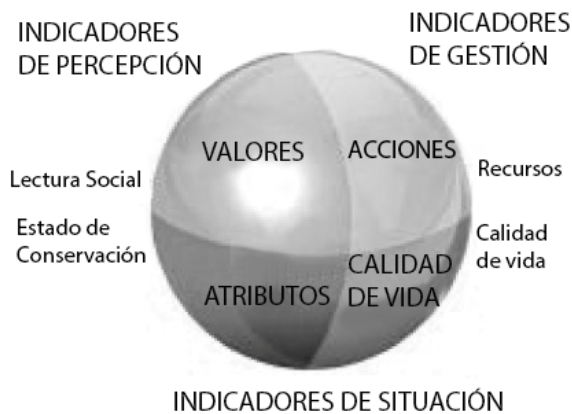 INDICADORES
DE PERCEPCIÓN
INDICADORES
DE GESTIÓN
VALORES
ACCIONES
Lectura Social
Recursos
Estado de
Conservación
Calidad
de vida
ATRIBUTOS
CALIDAD
DE VIDA
INDICADORES DE SITUACIÓN